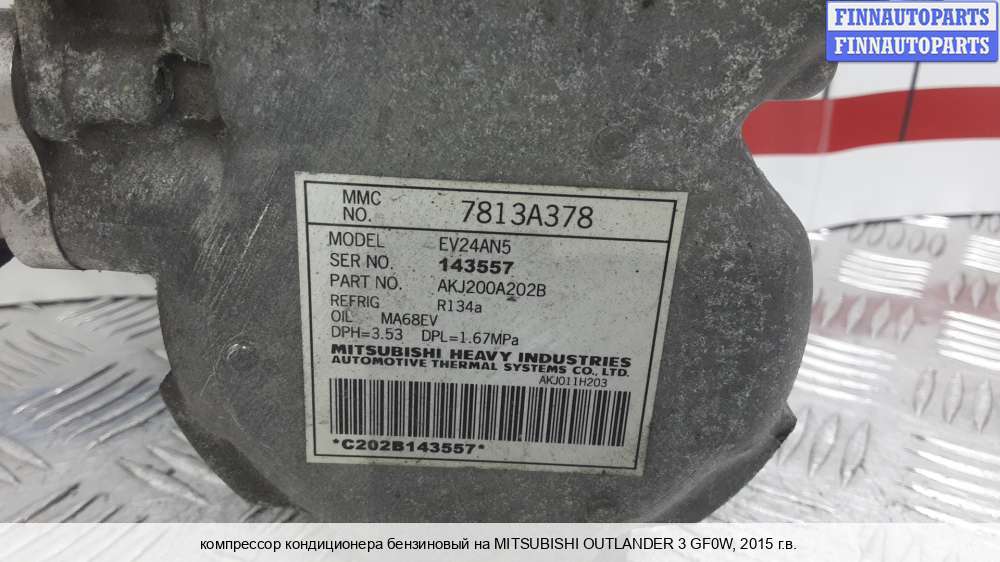 FINNAUTOPARTS
FINNAUTOPARTS
MMC NO. 7813A378
MODEL EV24AN5
SER NO. 143557
PART NO. AKJ200A202B
REFRIG R134a
OIL MA68EV
DPH=3.53 DPL=1.67MPa
MITSUBISHI HEAVY INDUSTRIES
AUTOMOTIVE THERMAL SYSTEMS CO., LTD.
AKJ011H203
*C202B143557*
компрессор кондиционера бензиновый на MITSUBISHI OUTLANDER 3 GF0W, 2015 г.в.